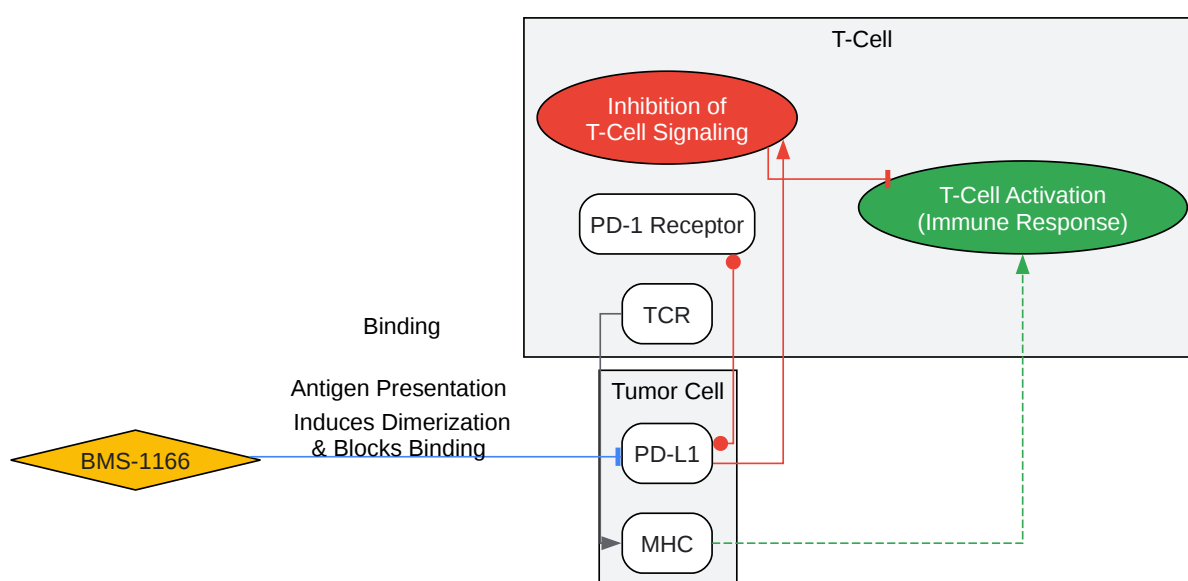 T-Cell
Inhibition of
T-Cell Signaling
T-Cell Activation
(Immune Response)
PD-1 Receptor
TCR
Binding
Antigen Presentation
Tumor Cell
Induces Dimerization
& Blocks Binding
BMS-1166
PD-L1
MHC